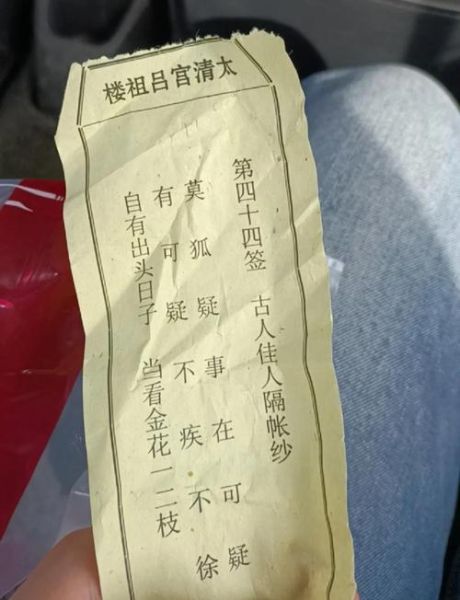 太清官吕祖楼
第四十四签 古人佳人隔帐纱
莫狐疑事在可疑
有可疑不疾不徐
自有出头日子 当看金花一二枝